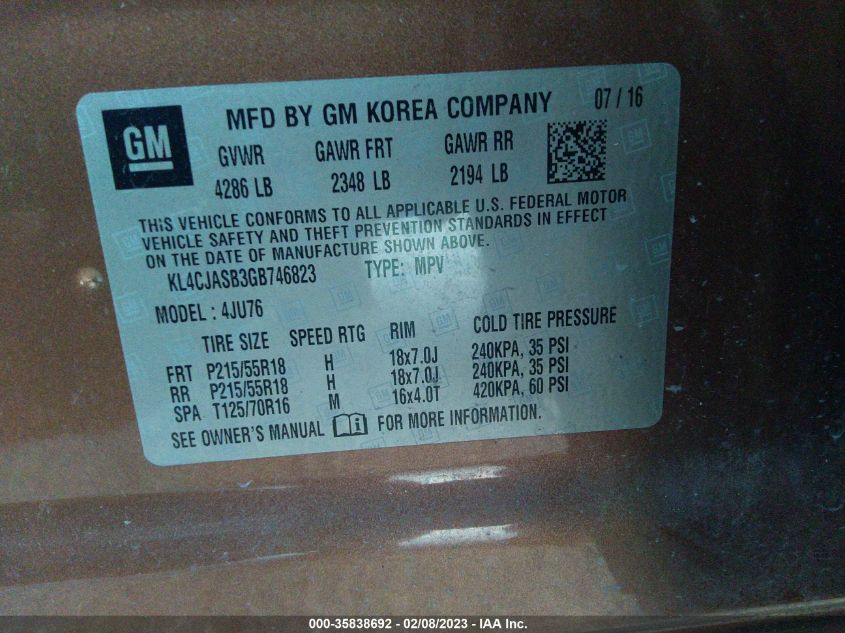 GM
MFD BY GM KOREA COMPANY 07 / 16
GVWR GAWR FRT GAWR RR
4286 LB 2348 LB 2194 LB
THIS VEHICLE CONFORMS TO ALL APPLICABLE U.S. FEDERAL MOTOR
VEHICLE SAFETY AND THEFT PREVENTION STANDARDS IN EFFECT
ON THE DATE OF MANUFACTURE SHOWN ABOVE.
KL4CJASB3GB746823 TYPE: MPV
MODEL : 4JU76
TIRE SIZE SPEED RTG RIM COLD TIRE PRESSURE
FRT P215/55R18 H 18x7.0J 240KPA, 35 PSI
RR P215/55R18 H 18x7.0J 240KPA, 35 PSI
SPA T125/70R16 M 16x4.0T 420KPA, 60 PSI
SEE OWNER'S MANUAL FOR MORE INFORMATION.
000-35838692 - 02/08/2023 - IAA Inc.